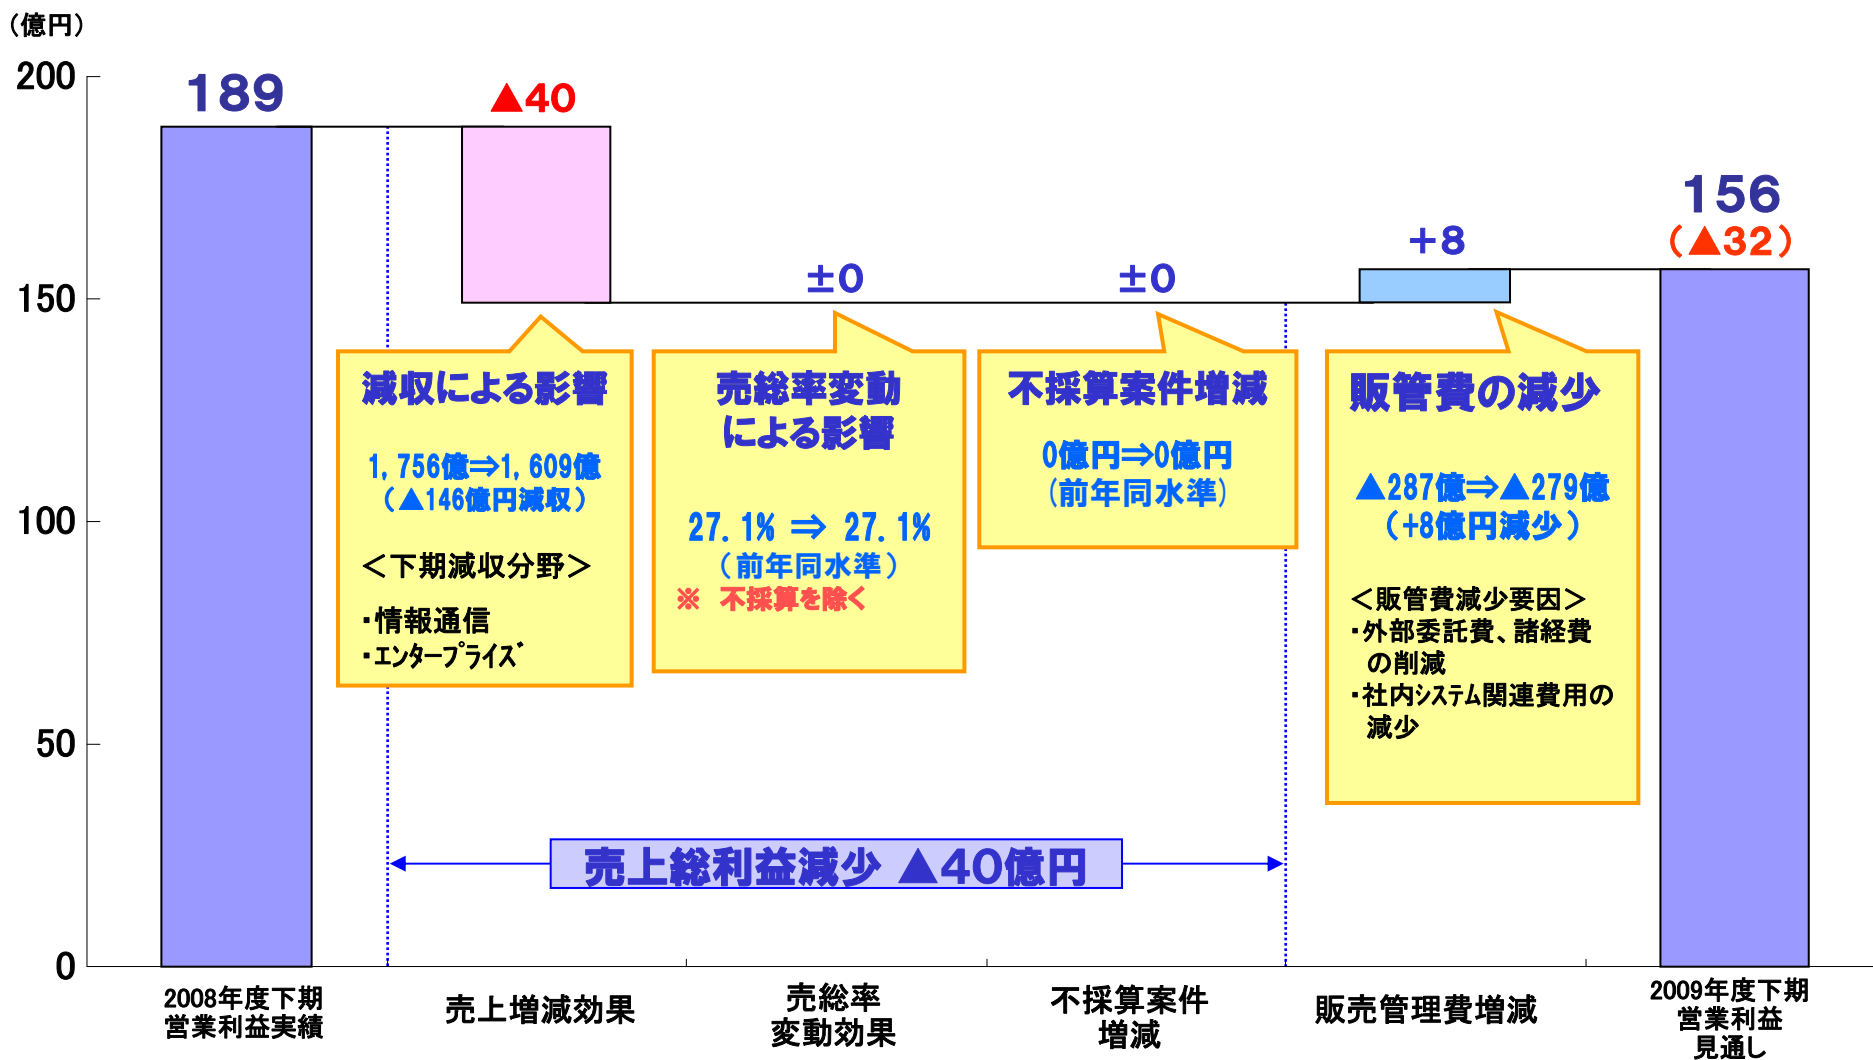 （億円）
200
150
100
50
0
189
▲40
±0
±0
+8
156
（▲32）
減収による影響
1,756億⇒1,609億
（▲146億円減収）
＜下期減収分野＞
・情報通信
・ｴﾝﾀｰﾌﾟﾗｲｽﾞ
売総率変動
による影響
27.1% ⇒ 27.1%
（前年同水準）
※ 不採算を除く
不採算案件増減
0億円⇒0億円
(前年同水準)
販管費の減少
▲287億⇒▲279億
（+8億円減少）
＜販管費減少要因＞
・外部委託費、諸経費
の削減
・社内ｼｽﾃﾑ関連費用の
減少
売上総利益減少 ▲40億円
2008年度下期
営業利益実績
売上増減効果
売総率
変動効果
不採算案件
増減
販売管理費増減
2009年度下期
営業利益
見通し